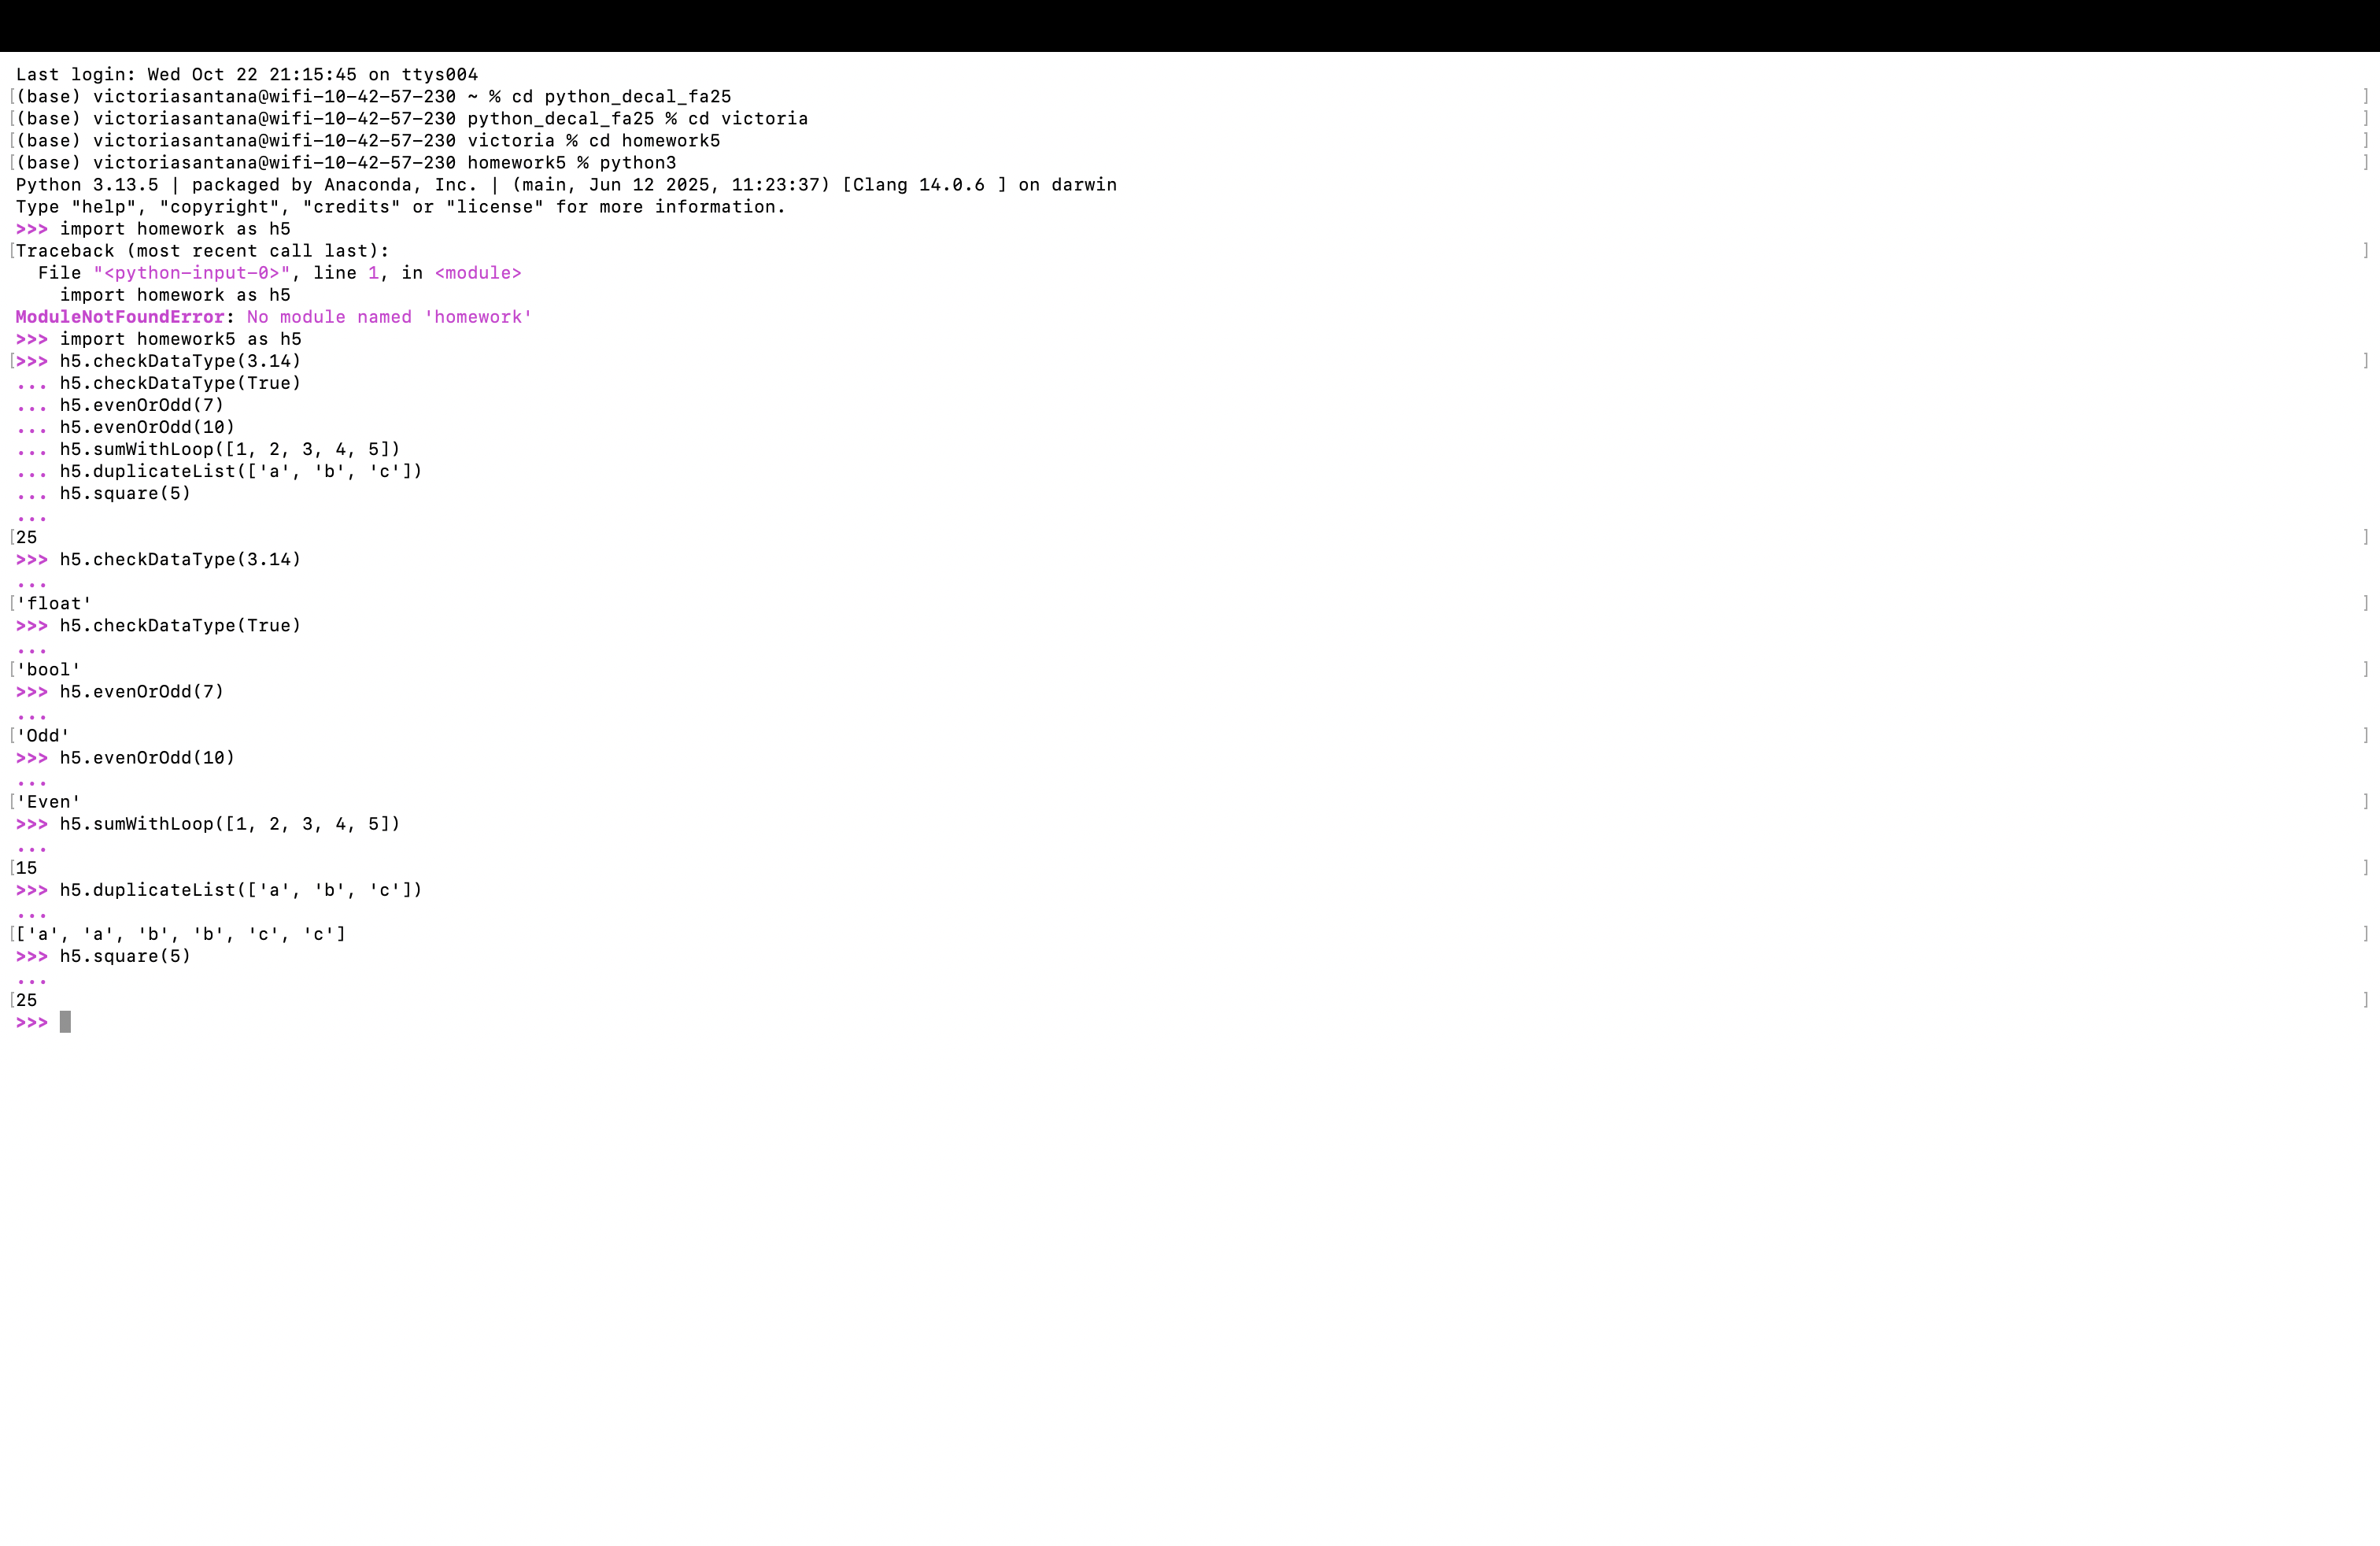 Last login: Wed Oct 22 21:15:45 on ttys004
[(base) victoriasantana@wifi-10-42-57-230 ~ % cd python_decal_fa25 ]
[(base) victoriasantana@wifi-10-42-57-230 python_decal_fa25 % cd victoria ]
[(base) victoriasantana@wifi-10-42-57-230 victoria % cd homework5 ]
[(base) victoriasantana@wifi-10-42-57-230 homework5 % python3 ]
Python 3.13.5 | packaged by Anaconda, Inc. | (main, Jun 12 2025, 11:23:37) [Clang 14.0.6 ] on darwin
Type "help", "copyright", "credits" or "license" for more information.
>>> import homework as h5
[Traceback (most recent call last): ]
  File "<python-input-0>", line 1, in <module>
    import homework as h5
ModuleNotFoundError: No module named 'homework'
>>> import homework5 as h5
[>>> h5.checkDataType(3.14) ]
... h5.checkDataType(True)
... h5.evenOrOdd(7)
... h5.evenOrOdd(10)
... h5.sumWithLoop([1, 2, 3, 4, 5])
... h5.duplicateList(['a', 'b', 'c'])
... h5.square(5)
...
[25 ]
>>> h5.checkDataType(3.14)
...
['float' ]
>>> h5.checkDataType(True)
...
['bool' ]
>>> h5.evenOrOdd(7)
...
['Odd' ]
>>> h5.evenOrOdd(10)
...
['Even' ]
>>> h5.sumWithLoop([1, 2, 3, 4, 5])
...
[15 ]
>>> h5.duplicateList(['a', 'b', 'c'])
...
[['a', 'a', 'b', 'b', 'c', 'c'] ]
>>> h5.square(5)
...
[25 ]
>>>